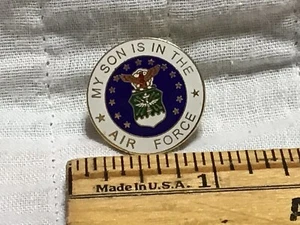 MY SON IS IN THE
AIR FORCE
Made in U.S.A. 1